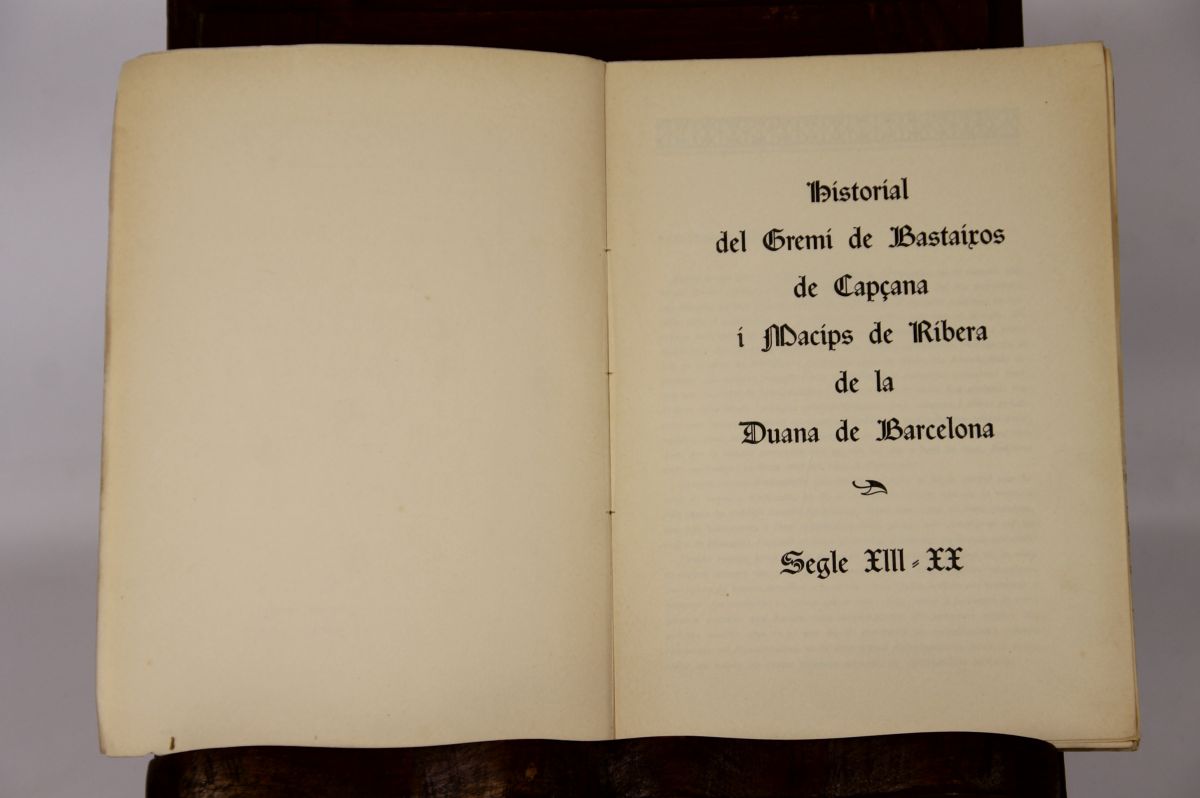 Historial
del Gremi de Bastaixos
de Capçana
i Macips de Ribera
de la
Duana de Barcelona
Segle XIII-XX